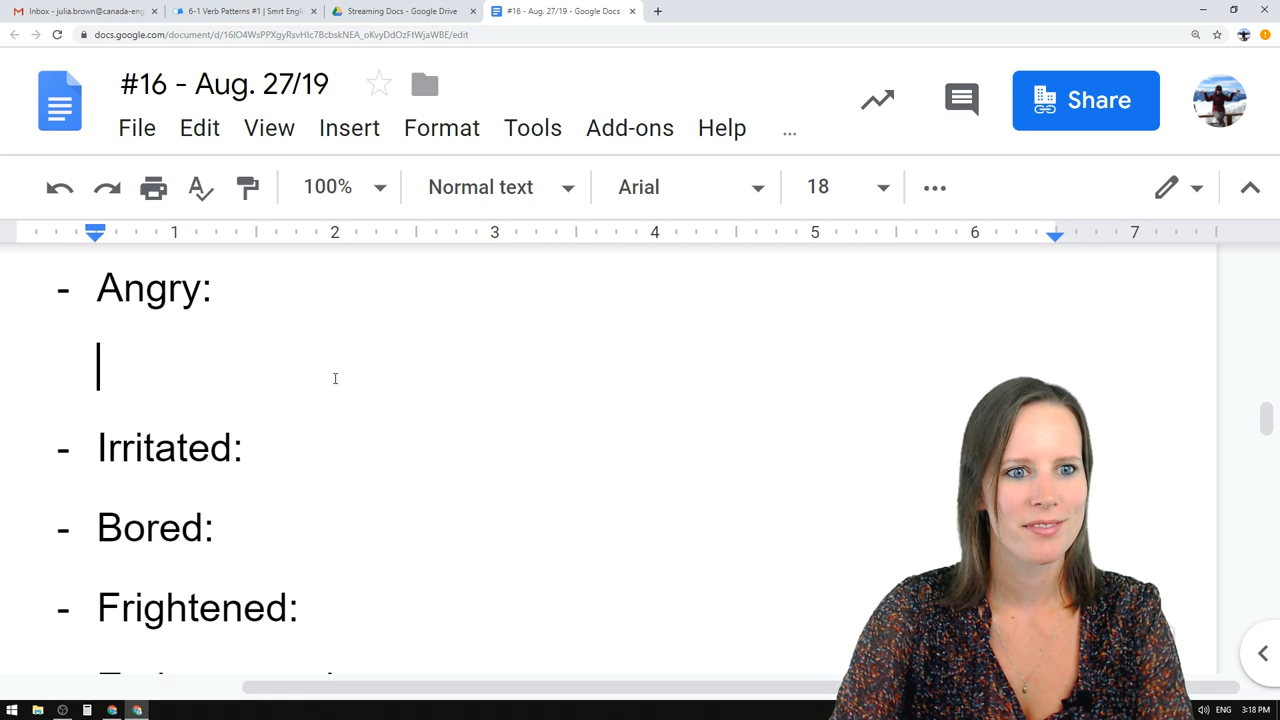 Inbox - julia.brown@canada-eng
6-1 Verb Patterns #1 | Smrt Engli
Streaming Docs - Google Drive
#16 - Aug. 27/19 - Google Docs
docs.google.com/document/d/16lO4WsPPXgyRsvHlc7BcbskNEA_oKvyDdOzFtWjaWBE/edit
#16 - Aug. 27/19
Share
File Edit View Insert Format Tools Add-ons Help ...
100% Normal text Arial 18
1 2 3 4 5 6 7
- Angry:
- Irritated:
- Bored:
- Frightened:
ENG 3:18 PM